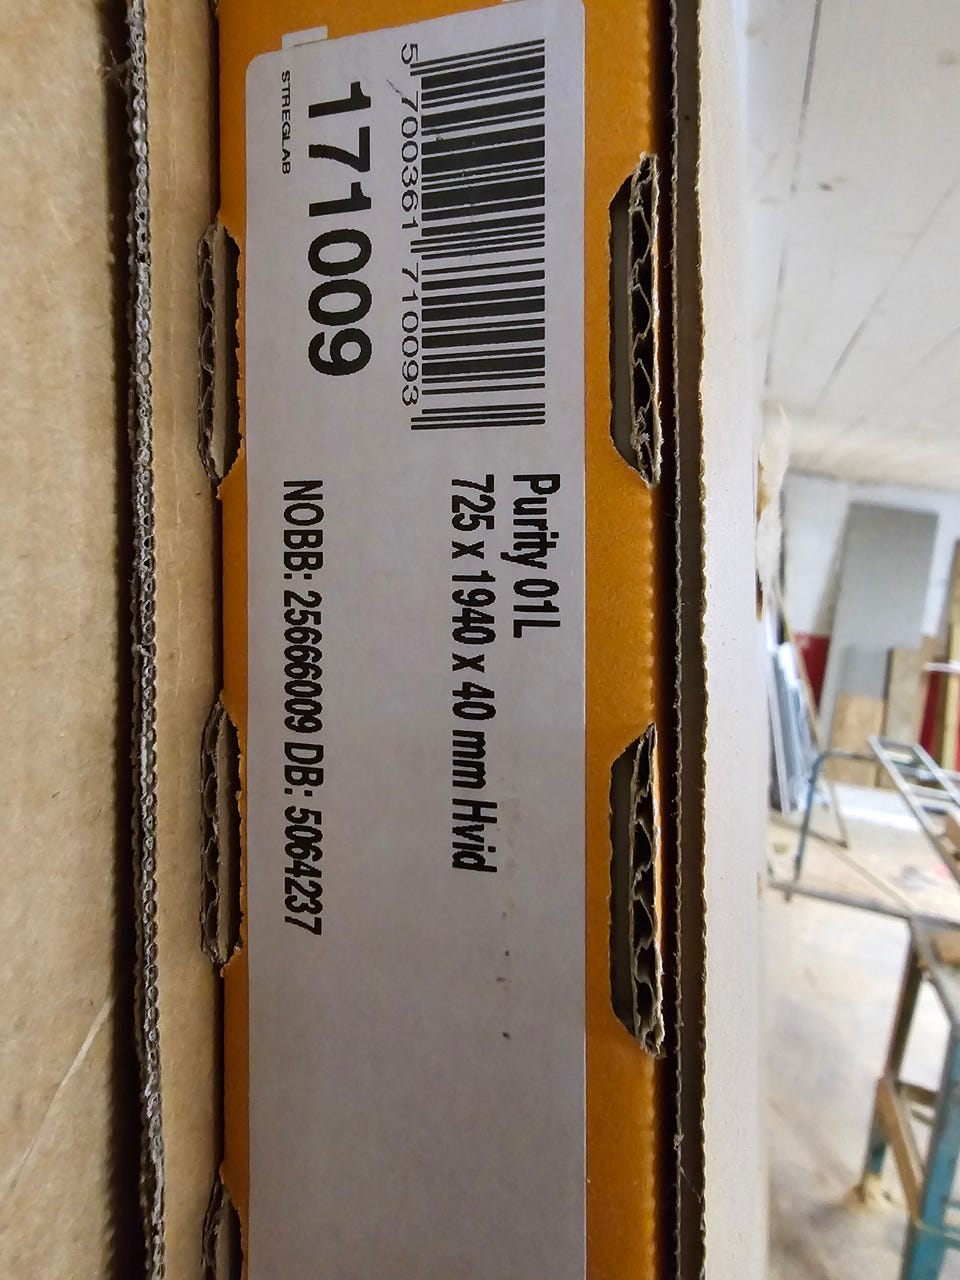 5 700361 710093
171009
STREGLAB
Purity 01L
725 x 1940 x 40 mm Hvid
NOBB: 25666009 DB: 5064237